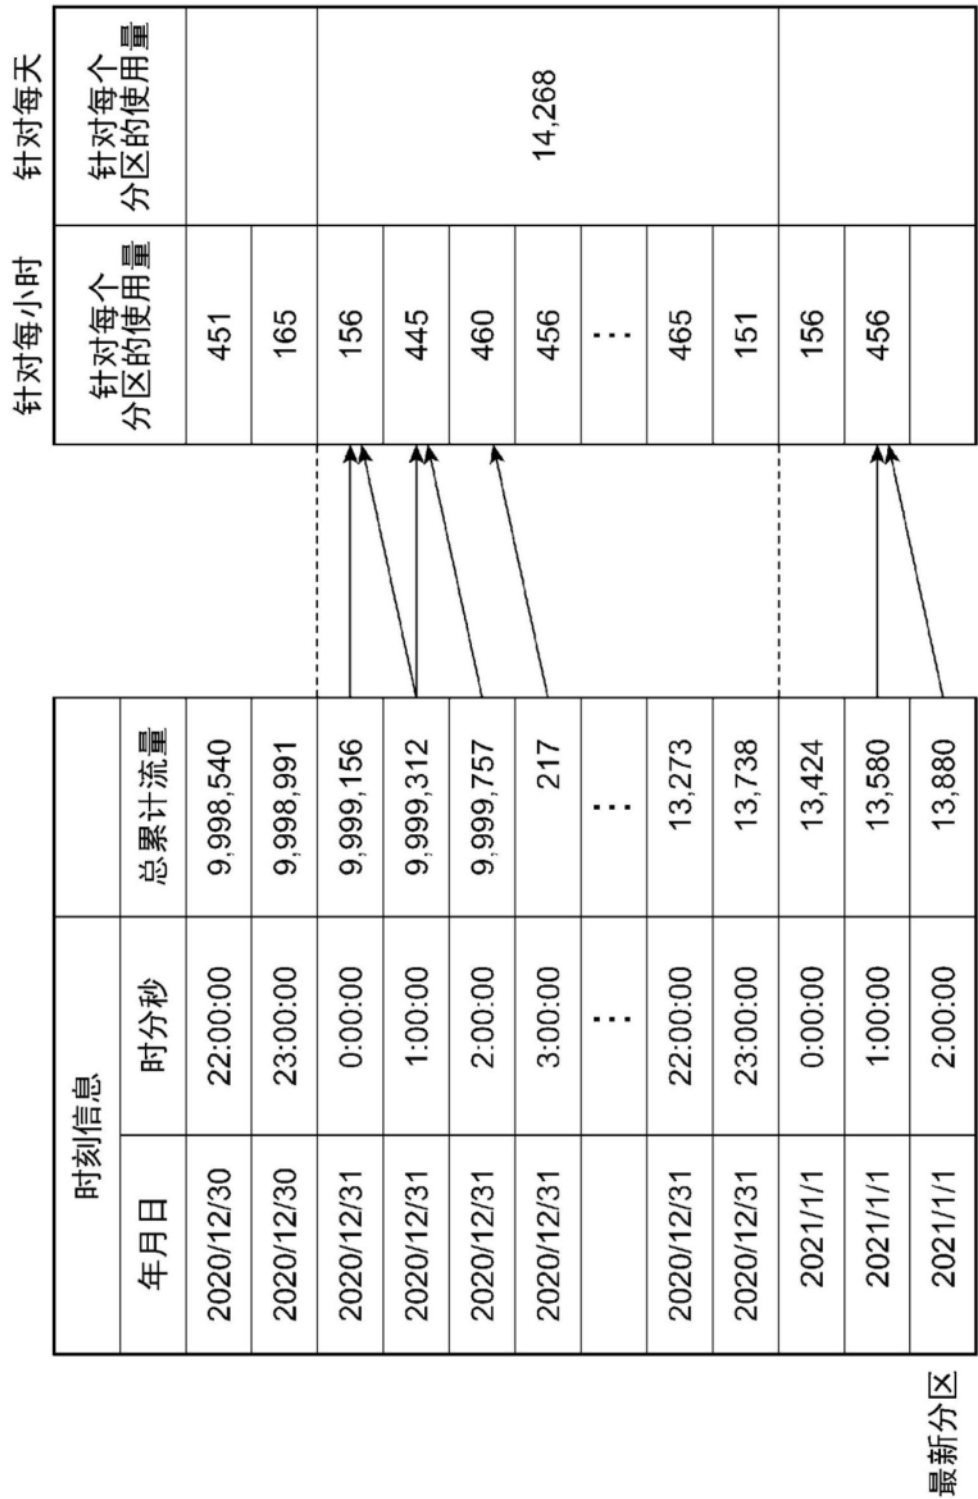 针对每小时 针对每天
时刻信息 总累计流量 针对每个 针对每个
年月日 时分秒 分区的使用量 分区的使用量
2020/12/30 22:00:00 9,998,540 451
2020/12/30 23:00:00 9,998,991 165
2020/12/31 0:00:00 9,999,156 156
2020/12/31 1:00:00 9,999,312 445
2020/12/31 2:00:00 9,999,757 460
2020/12/31 3:00:00 217 456 14,268
⋮ ⋮ ⋮
2020/12/31 22:00:00 13,273 465
2020/12/31 23:00:00 13,738 151
2021/1/1 0:00:00 13,424 156
2021/1/1 1:00:00 13,580 456
最新分区 2021/1/1 2:00:00 13,880